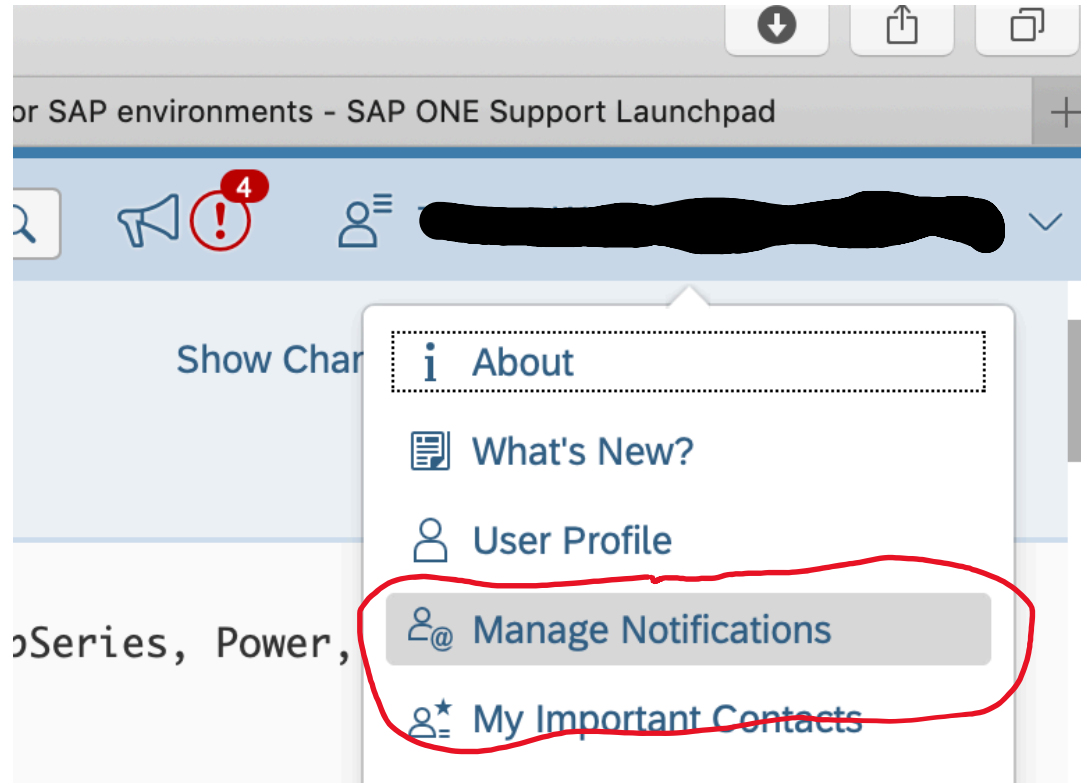 or SAP environments - SAP ONE Support Launchpad
4
Show Char
i About
What's New?
User Profile
Series, Power,
@ Manage Notifications
My Important Contacts